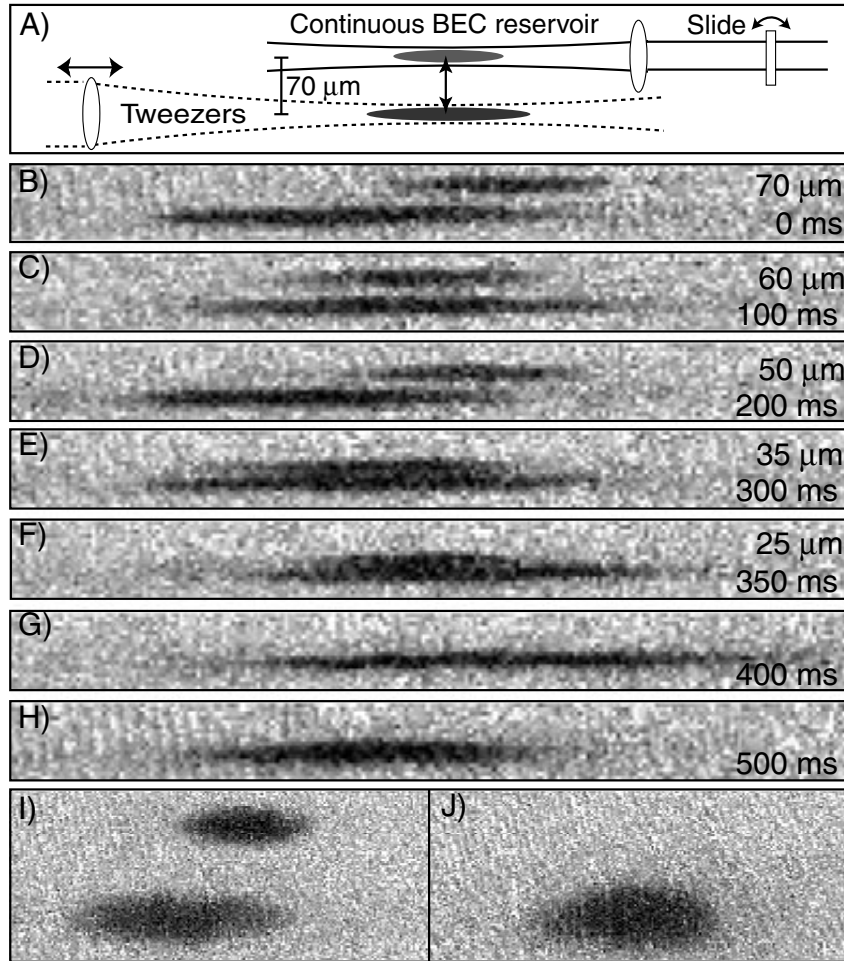 A)
Continuous BEC reservoir
Slide
70 μm
Tweezers
B)
70 μm
0 ms
C)
60 μm
100 ms
D)
50 μm
200 ms
E)
35 μm
300 ms
F)
25 μm
350 ms
G)
400 ms
H)
500 ms
I)
J)